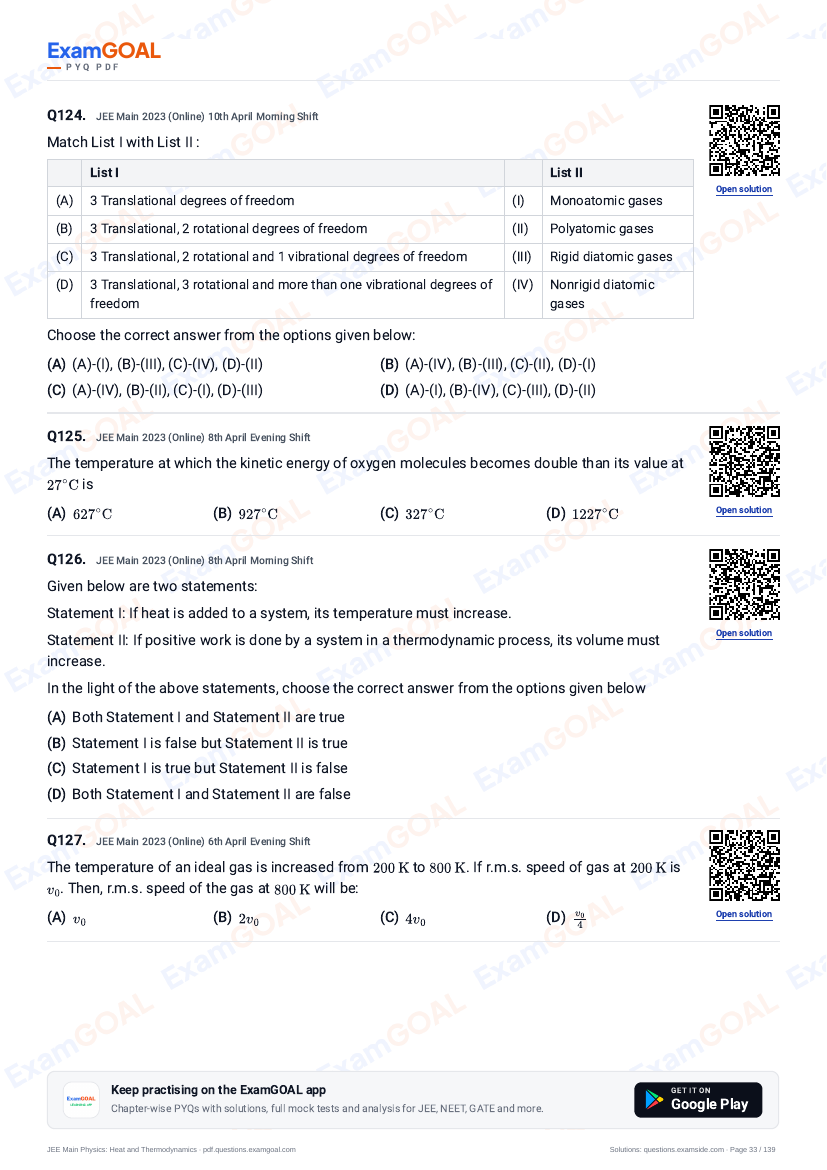 ExamGOAL
PYQ PDF
Q124. JEE Main 2023 (Online) 10th April Morning Shift
Match List I with List II :
List I List II
(A) 3 Translational degrees of freedom (I) Monoatomic gases
(B) 3 Translational, 2 rotational degrees of freedom (II) Polyatomic gases
(C) 3 Translational, 2 rotational and 1 vibrational degrees of freedom (III) Rigid diatomic gases
(D) 3 Translational, 3 rotational and more than one vibrational degrees of freedom (IV) Nonrigid diatomic gases
Open solution
Choose the correct answer from the options given below:
(A) (A)-(I), (B)-(III), (C)-(IV), (D)-(II) (B) (A)-(IV), (B)-(III), (C)-(II), (D)-(I)
(C) (A)-(IV), (B)-(II), (C)-(I), (D)-(III) (D) (A)-(I), (B)-(IV), (C)-(III), (D)-(II)
Q125. JEE Main 2023 (Online) 8th April Evening Shift
The temperature at which the kinetic energy of oxygen molecules becomes double than its value at
27°C is
(A) 627°C (B) 927°C (C) 327°C (D) 1227°C
Open solution
Q126. JEE Main 2023 (Online) 8th April Morning Shift
Given below are two statements:
Statement I: If heat is added to a system, its temperature must increase.
Statement II: If positive work is done by a system in a thermodynamic process, its volume must
increase.
Open solution
In the light of the above statements, choose the correct answer from the options given below
(A) Both Statement I and Statement II are true
(B) Statement I is false but Statement II is true
(C) Statement I is true but Statement II is false
(D) Both Statement I and Statement II are false
Q127. JEE Main 2023 (Online) 6th April Evening Shift
The temperature of an ideal gas is increased from 200 K to 800 K. If r.m.s. speed of gas at 200 K is
v₀. Then, r.m.s. speed of the gas at 800 K will be:
(A) v₀ (B) 2v₀ (C) 4v₀ (D) v₀/4
Open solution
ExamGOAL
Keep practising on the ExamGOAL app
Chapter-wise PYQs with solutions, full mock tests and analysis for JEE, NEET, GATE and more.
GET IT ON
Google Play
JEE Main Physics: Heat and Thermodynamics · pdf.questions.examgoal.com Solutions: questions.examside.com · Page 33 / 139